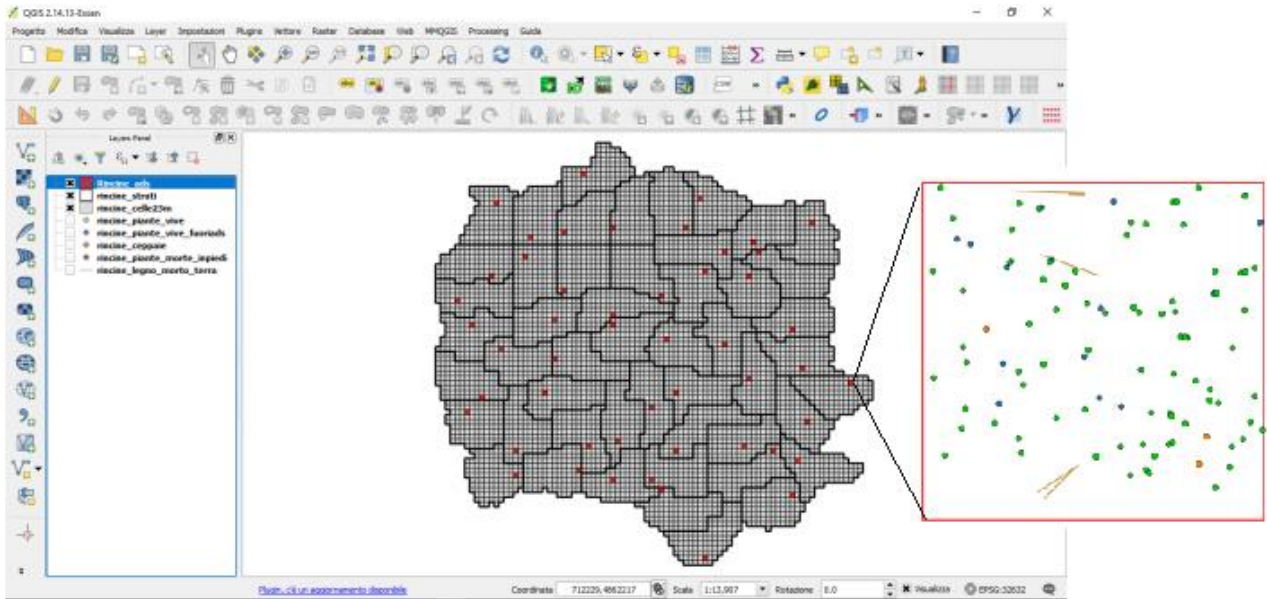 QGIS 2.14.13-Essen
Progetto Modifica Visualizza Layer Impostazioni Plugins Vettore Raster Database Web MMQGIS Processing Guida
Layers Panel
Rincine_ads
rincine_strati
rincine_celle23m
rincine_piante_vive
rincine_piante_vive_fuoriads
rincine_ceppaie
rincine_piante_morte_inpiedi
rincine_legno_morto_terra
Plugin, c'è un aggiornamento disponibile
Coordinata 712229,4862217 Scala 1:13,907 Rotazione 0.0 Visualizza EPSG:32632